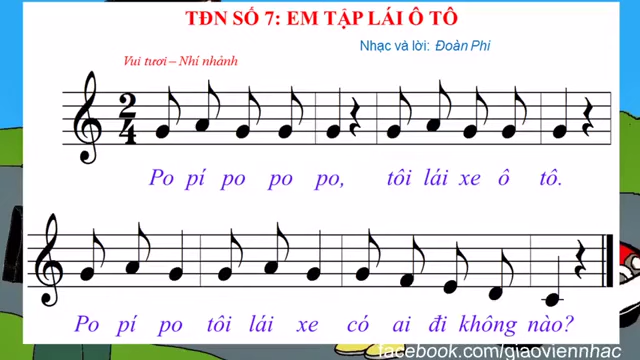 TĐN SỐ 7: EM TẬP LÁI Ô TÔ
Nhạc và lời: Đoàn Phi
Vui tươi – Nhí nhảnh
2
4
Po pí po po po, tôi lái xe ô tô.
Po pí po tôi lái xe có ai đi không nào?
facebook.com/giaoviennhac